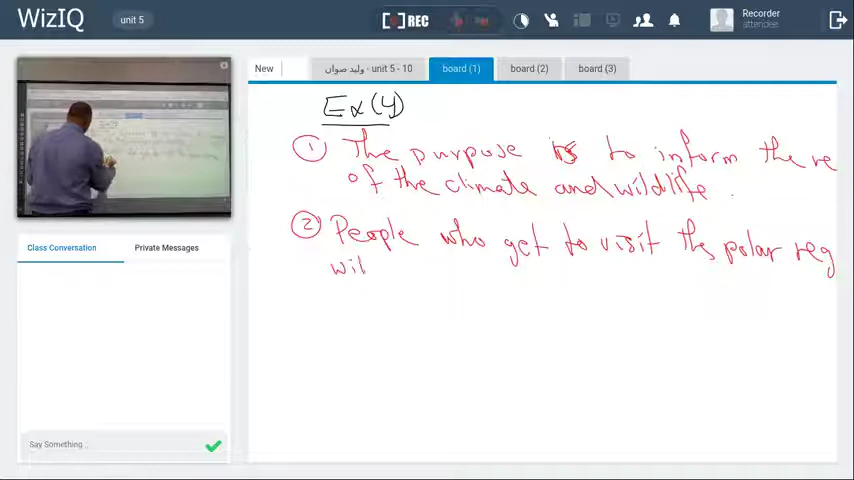 WizIQ
unit 5
REC
Recorder
attendee
New
وليد صوان - unit 5 - 10
board (1)
board (2)
board (3)
Ex(4)
① The purpose is to inform the re
of the climate and wildlife.
② People who get to visit the polar reg
wil
Class Conversation
Private Messages
Say Something...